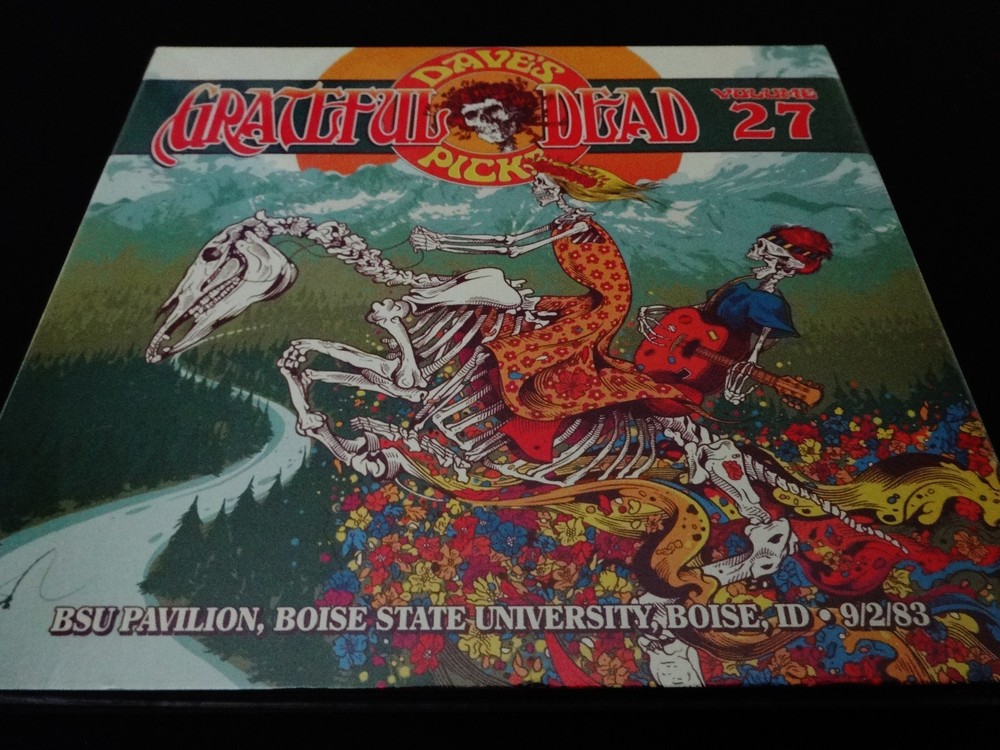 DAVE'S
GRATEFUL DEAD
VOLUME
27
PICKS
BSU PAVILION, BOISE STATE UNIVERSITY, BOISE, ID • 9/2/83